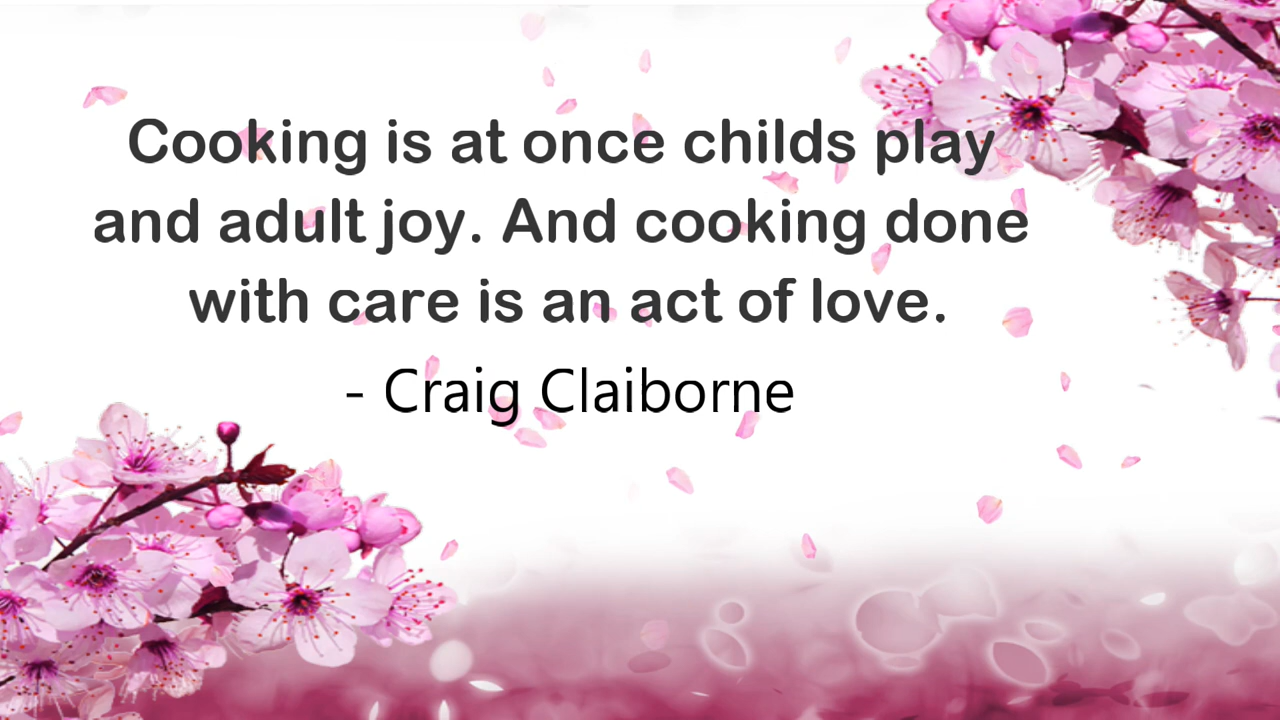 Cooking is at once childs play
and adult joy. And cooking done
with care is an act of love.
- Craig Claiborne